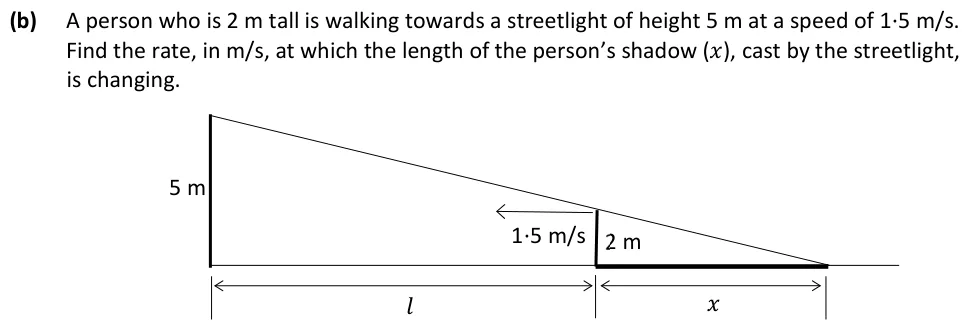 (b) A person who is 2 m tall is walking towards a streetlight of height 5 m at a speed of 1·5 m/s.
Find the rate, in m/s, at which the length of the person’s shadow (x), cast by the streetlight,
is changing.
5 m
1·5 m/s
2 m
l
x